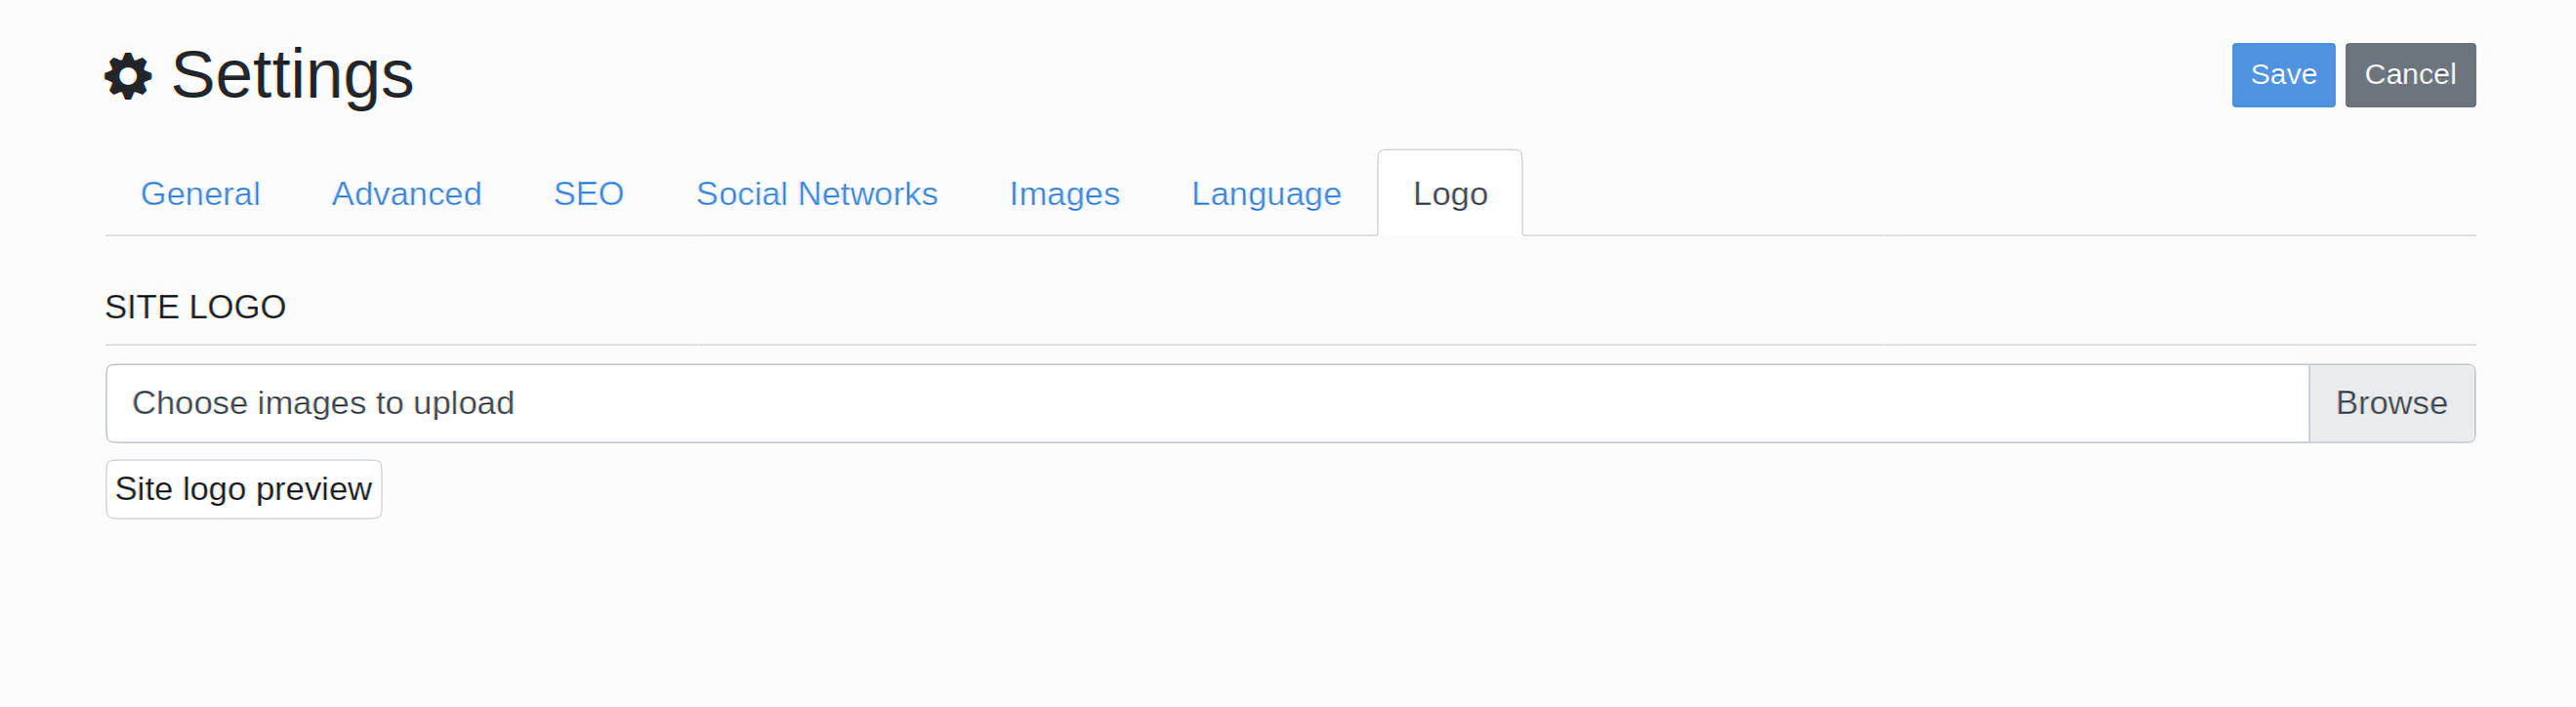 Settings
Save Cancel
General Advanced SEO Social Networks Images Language Logo
SITE LOGO
Choose images to upload Browse
Site logo preview